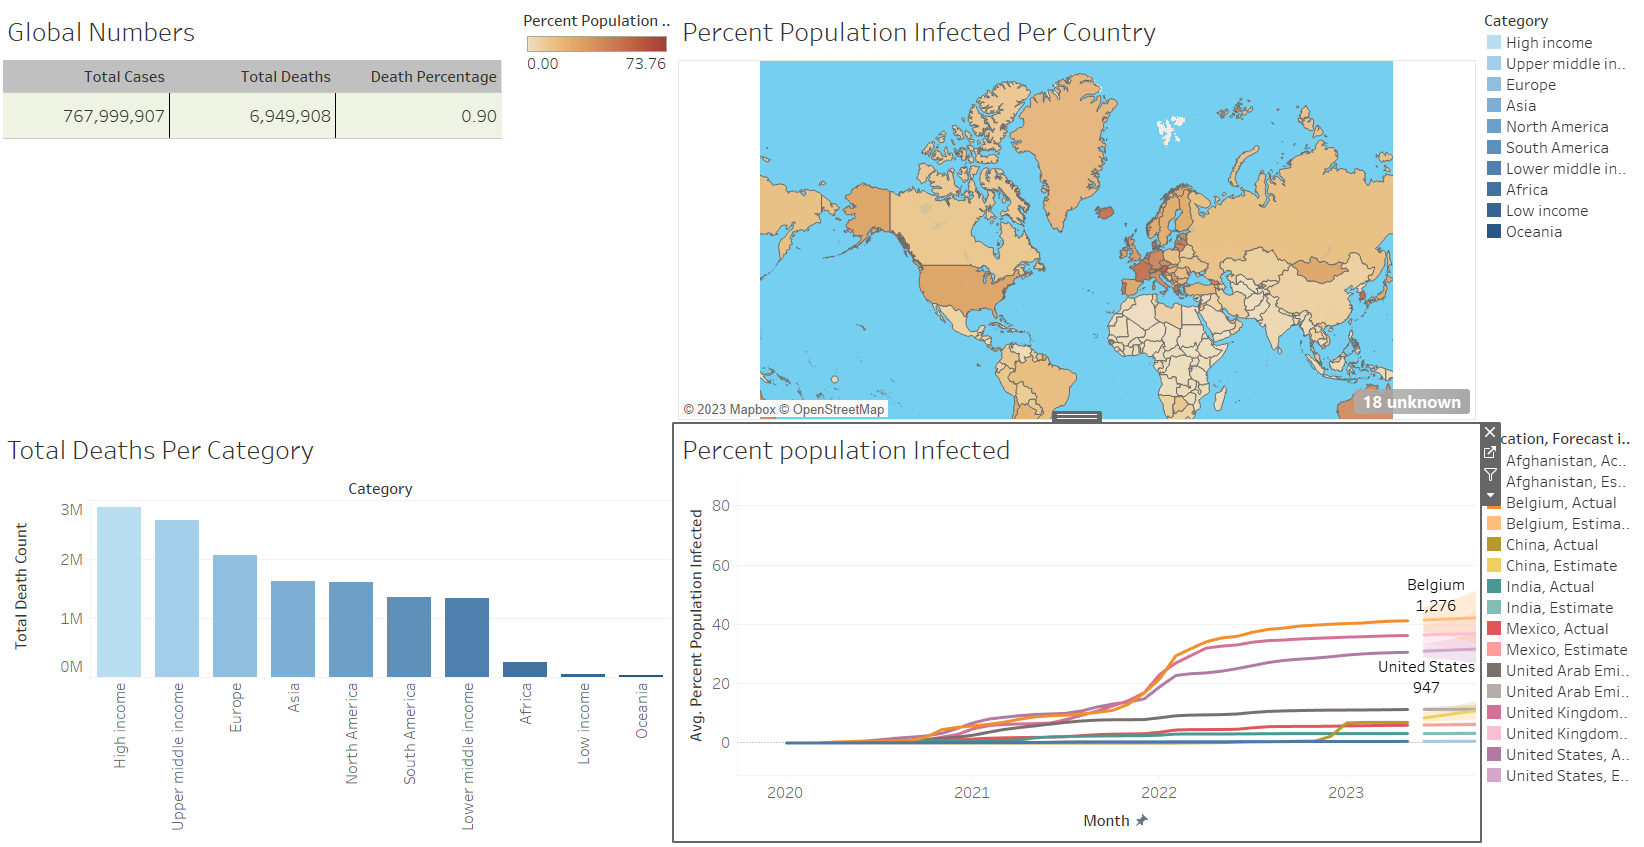 Global Numbers
Total Cases Total Deaths Death Percentage
767,999,907 6,949,908 0.90
Percent Population ..
0.00 73.76
Percent Population Infected Per Country
© 2023 Mapbox © OpenStreetMap
18 unknown
Category
High income
Upper middle in..
Europe
Asia
North America
South America
Lower middle in..
Africa
Low income
Oceania
Total Deaths Per Category
Category
Total Death Count
3M
2M
1M
0M
High income
Upper middle income
Europe
Asia
North America
South America
Lower middle income
Africa
Low income
Oceania
Percent population Infected
Avg. Percent Population Infected
80
60
40
20
0
Belgium
1,276
United States
947
2020 2021 2022 2023
Month
cation, Forecast i..
Afghanistan, Ac..
Afghanistan, Es..
Belgium, Actual
Belgium, Estima..
China, Actual
China, Estimate
India, Actual
India, Estimate
Mexico, Actual
Mexico, Estimate
United Arab Emi..
United Arab Emi..
United Kingdom..
United Kingdom..
United States, A..
United States, E..